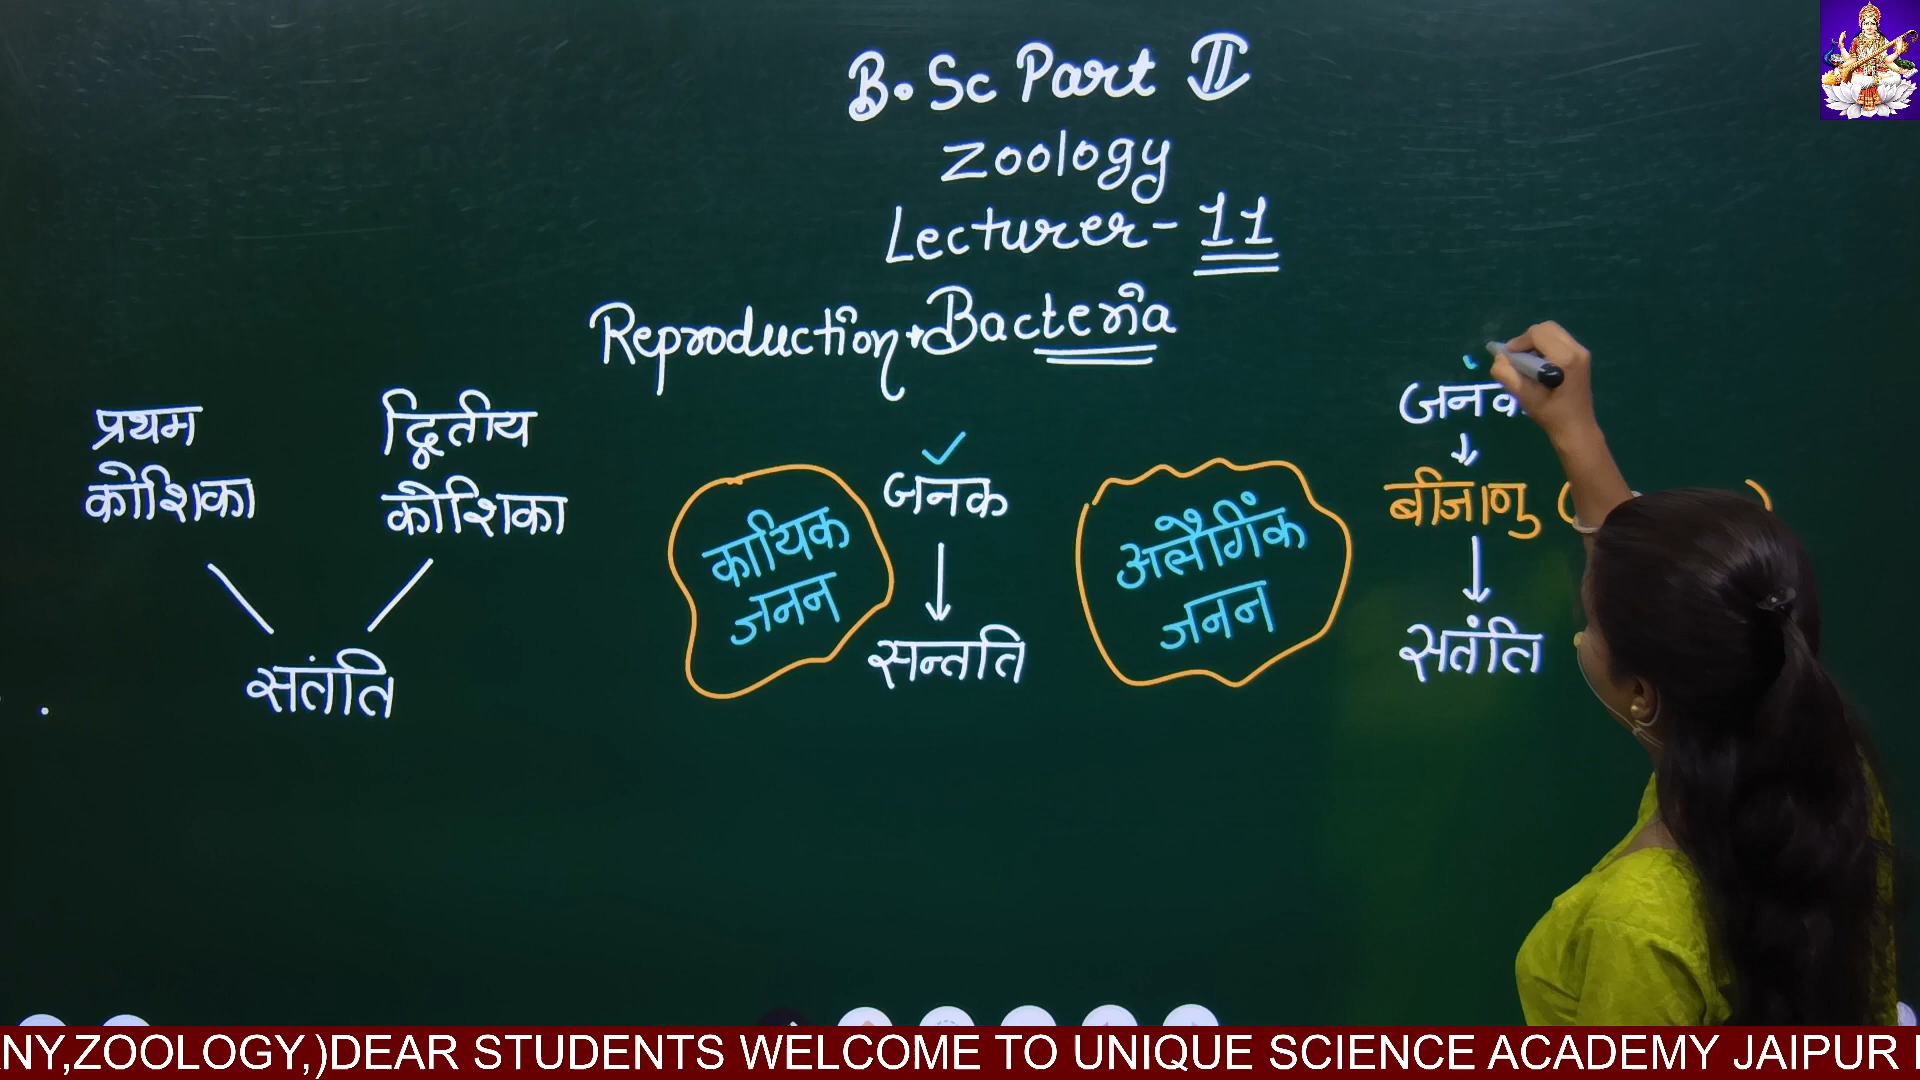 B.Sc Part II
Zoology
Lecturer- 11
Reproduction Bacteria
प्रथम
कोशिका
द्वितीय
कोशिका
संतति
कायिक
जनन
जनक
सन्तति
अलैगिंक
जनन
बीजाणु (
)
सतंति
NY,ZOOLOGY,)DEAR STUDENTS WELCOME TO UNIQUE SCIENCE ACADEMY JAIPUR